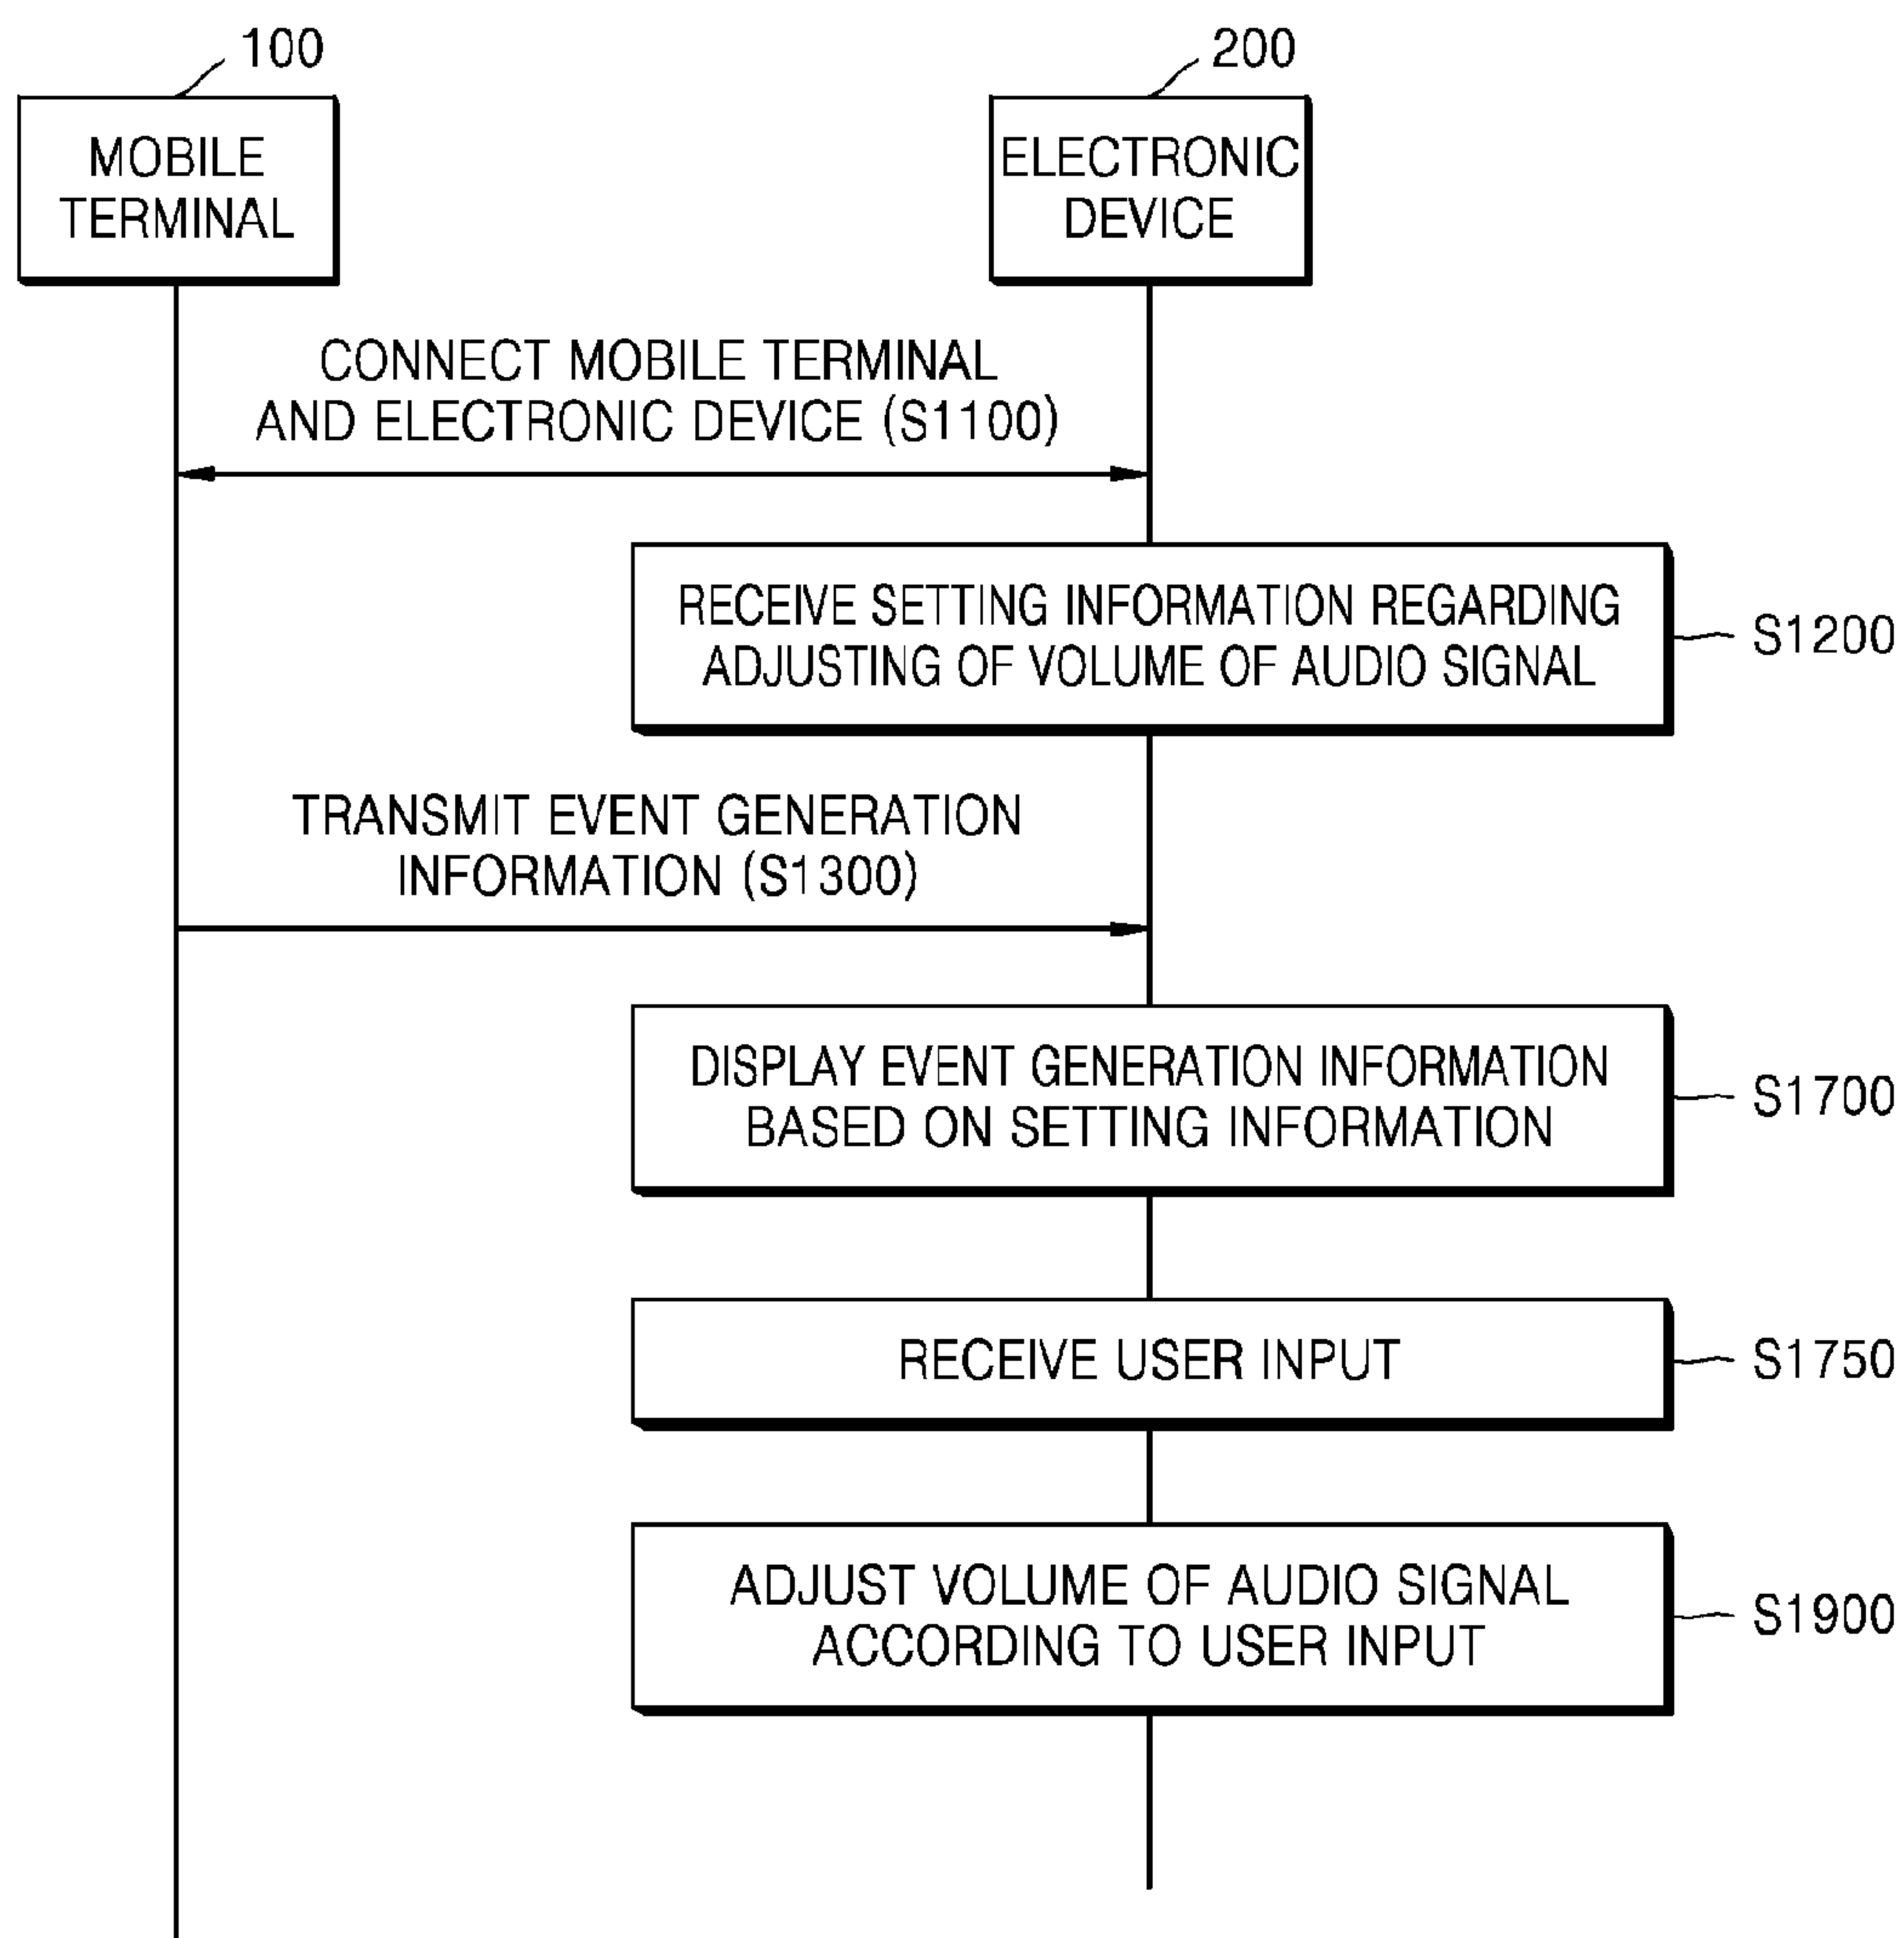 100
200
MOBILE
TERMINAL
ELECTRONIC
DEVICE
CONNECT MOBILE TERMINAL
AND ELECTRONIC DEVICE (S1100)
RECEIVE SETTING INFORMATION REGARDING
ADJUSTING OF VOLUME OF AUDIO SIGNAL
S1200
TRANSMIT EVENT GENERATION
INFORMATION (S1300)
DISPLAY EVENT GENERATION INFORMATION
BASED ON SETTING INFORMATION
S1700
RECEIVE USER INPUT
S1750
ADJUST VOLUME OF AUDIO SIGNAL
ACCORDING TO USER INPUT
S1900